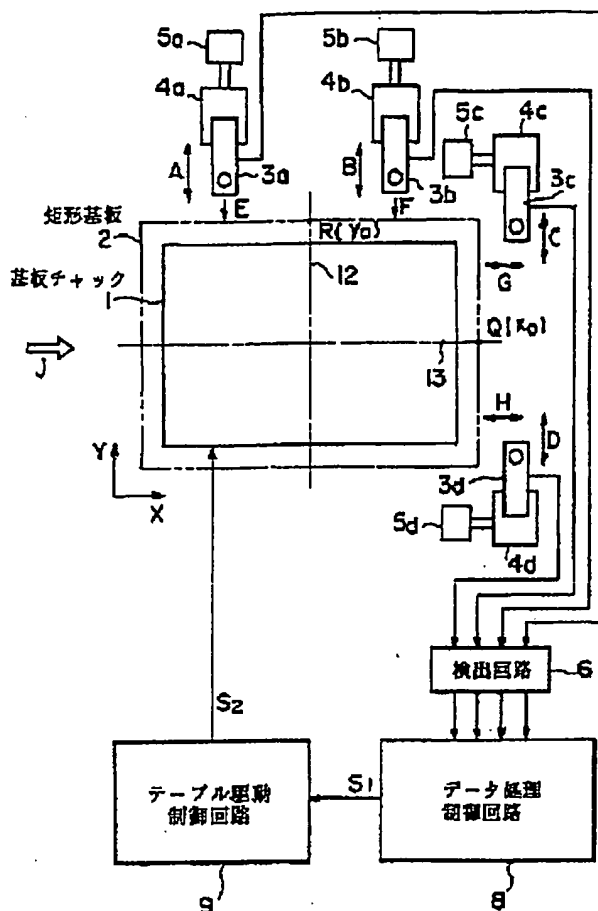 5a
5b
4a
4b
5c
4c
A
3a
B
3b
3c
E
F
C
矩形基板
2
R(Yo)
G
12
基板チャック
1
Q(Xo)
J
13
H
D
Y
3d
X
5d
4d
検出回路
6
S2
テーブル駆動
制御回路
S1
データ処理
制御回路
9
8